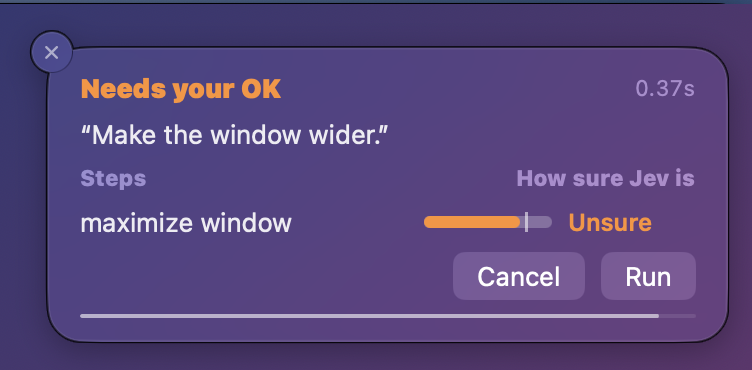 Needs your OK 0.37s
“Make the window wider.”
Steps How sure Jev is
maximize window Unsure
Cancel Run